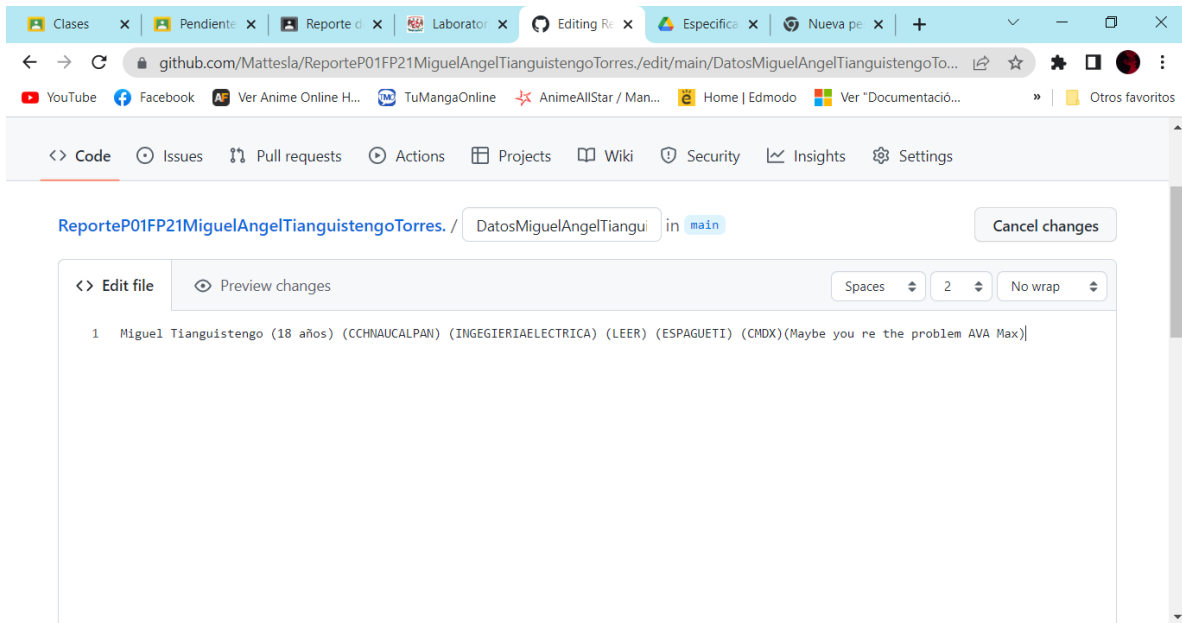 Clases Pendiente Reporte d Laborator Editing Re Especifica Nueva pe
github.com/Mattesla/ReporteP01FP21MiguelAngelTianguistengoTorres./edit/main/DatosMiguelAngelTianguistengoTo...
YouTube Facebook AF Ver Anime Online H... TMO TuMangaOnline AnimeAllStar / Man... ë Home | Edmodo Ver "Documentació... » Otros favoritos
<> Code Issues Pull requests Actions Projects Wiki Security Insights Settings
ReporteP01FP21MiguelAngelTianguistengoTorres. / DatosMiguelAngelTiangui in main Cancel changes
<> Edit file Preview changes Spaces 2 No wrap
1 Miguel Tianguistengo (18 años) (CCHNAUCALPAN) (INGEGIERIAELECTRICA) (LEER) (ESPAGUETI) (CMDX)(Maybe you re the problem AVA Max)